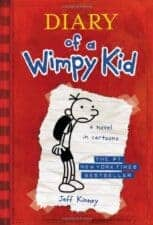 DIARY
of a
Wimpy Kid
a novel
in cartoons
THE #1
NEW YORK TIMES
BESTSELLER
Jeff Kinney